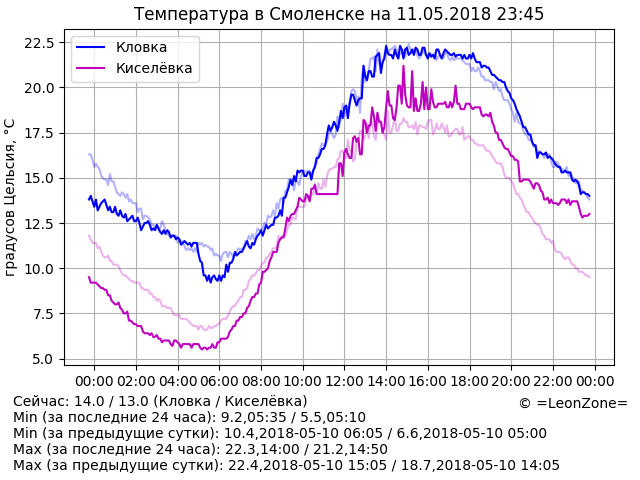 Температура в Смоленске на 11.05.2018 23:45
Кловка
Киселёвка
градусов Цельсия, °C
22.5
20.0
17.5
15.0
12.5
10.0
7.5
5.0
00:00 02:00 04:00 06:00 08:00 10:00 12:00 14:00 16:00 18:00 20:00 22:00 00:00
Сейчас: 14.0 / 13.0 (Кловка / Киселёвка)
© =LeonZone=
Min (за последние 24 часа): 9.2,05:35 / 5.5,05:10
Min (за предыдущие сутки): 10.4,2018-05-10 06:05 / 6.6,2018-05-10 05:00
Max (за последние 24 часа): 22.3,14:00 / 21.2,14:50
Max (за предыдущие сутки): 22.4,2018-05-10 15:05 / 18.7,2018-05-10 14:05